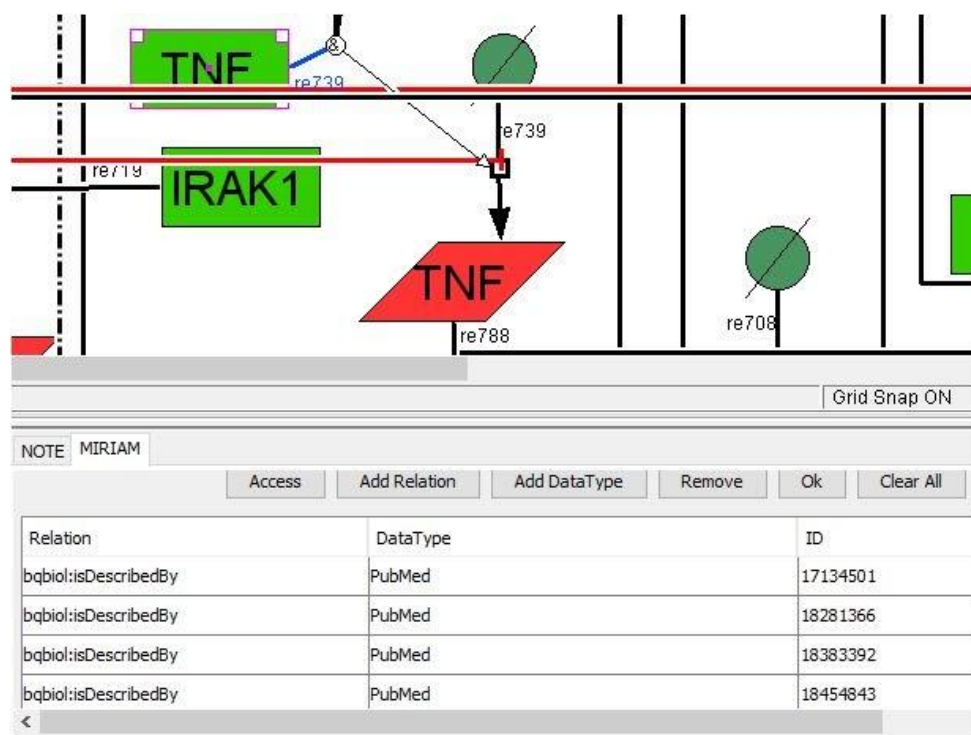 TNF
&
re739
re739
re719
IRAK1
TNF
re788
re708
Grid Snap ON
NOTE MIRIAM
Access Add Relation Add DataType Remove Ok Clear All
Relation DataType ID
bqbiol:isDescribedBy PubMed 17134501
bqbiol:isDescribedBy PubMed 18281366
bqbiol:isDescribedBy PubMed 18383392
bqbiol:isDescribedBy PubMed 18454843